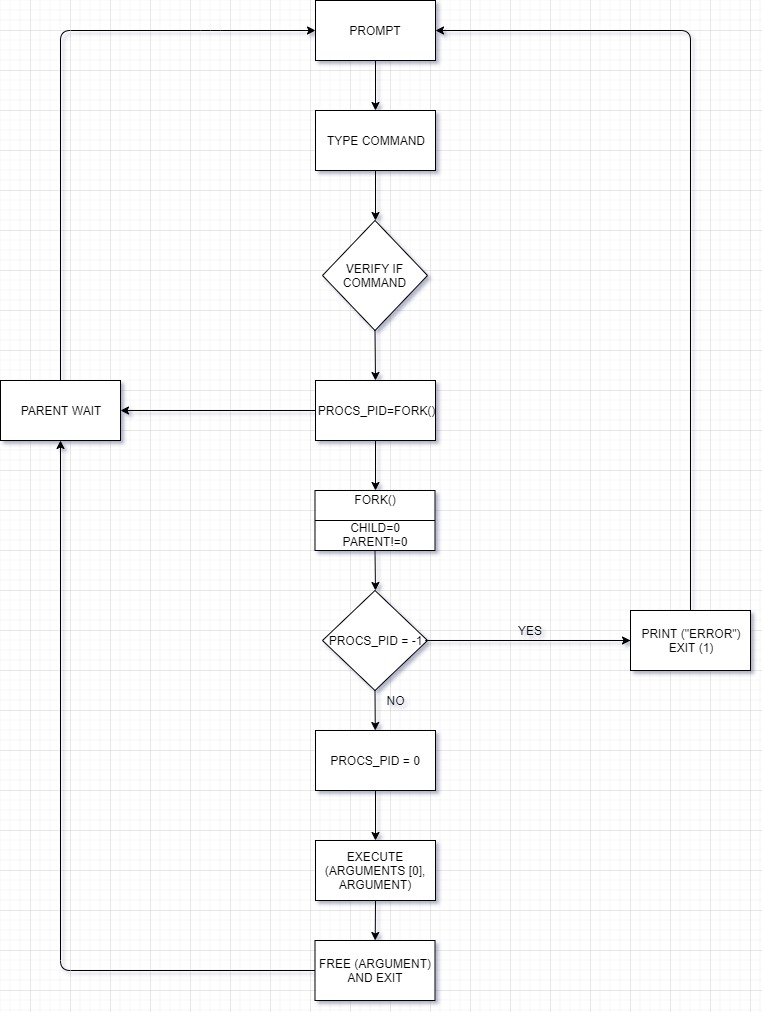 PROMPT
TYPE COMMAND
VERIFY IF
COMMAND
PARENT WAIT
PROCS_PID=FORK()
FORK()
CHILD=0
PARENT!=0
PROCS_PID = -1
YES
PRINT ("ERROR")
EXIT (1)
NO
PROCS_PID = 0
EXECUTE
(ARGUMENTS [0],
ARGUMENT)
FREE (ARGUMENT)
AND EXIT